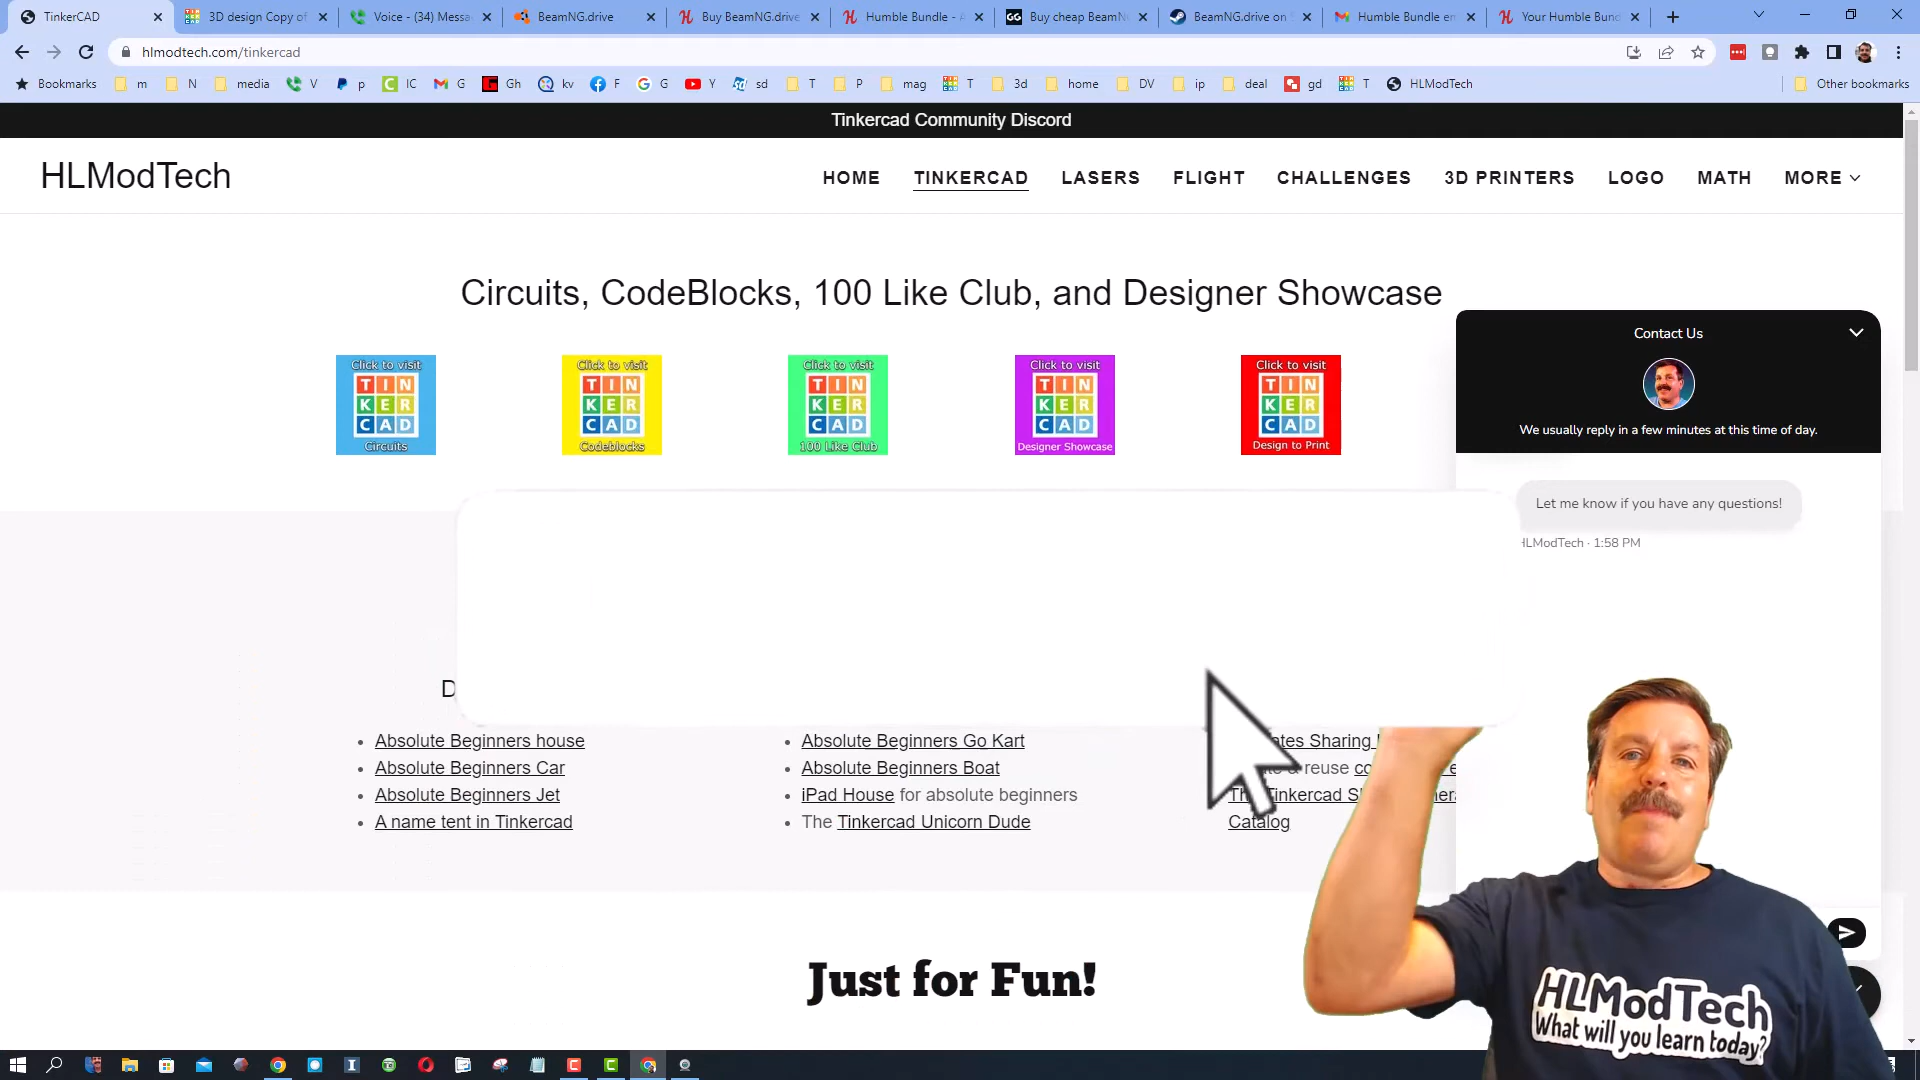 TinkerCAD
3D design Copy of
Voice - (34) Messa
BeamNG.drive
Buy BeamNG.drive
Humble Bundle - A
Buy cheap BeamN
BeamNG.drive on S
Humble Bundle em
Your Humble Bund
hlmodtech.com/tinkercad
Bookmarks
m
N
media
V
p
IC
G
Gh
kv
F
G
Y
sd
T
P
mag
T
3d
home
DV
ip
deal
gd
T
HLModTech
Other bookmarks
Tinkercad Community Discord
HLModTech
HOME
TINKERCAD
LASERS
FLIGHT
CHALLENGES
3D PRINTERS
LOGO
MATH
MORE
Circuits, CodeBlocks, 100 Like Club, and Designer Showcase
Click to visit
TIN
KER
CAD
Circuits
Click to visit
TIN
KER
CAD
Codeblocks
Click to visit
TIN
KER
CAD
100 Like Club
Click to visit
TIN
KER
CAD
Designer Showcase
Click to visit
TIN
KER
CAD
Design to Print
Contact Us
We usually reply in a few minutes at this time of day.
Let me know if you have any questions!
HLModTech · 1:58 PM
D
Absolute Beginners house
Absolute Beginners Car
Absolute Beginners Jet
A name tent in Tinkercad
Absolute Beginners Go Kart
Absolute Beginners Boat
iPad House for absolute beginners
The Tinkercad Unicorn Dude
ates Sharing
& reuse
Tinkercad
Catalog
Just for Fun!
HLModTech
What will you learn today?